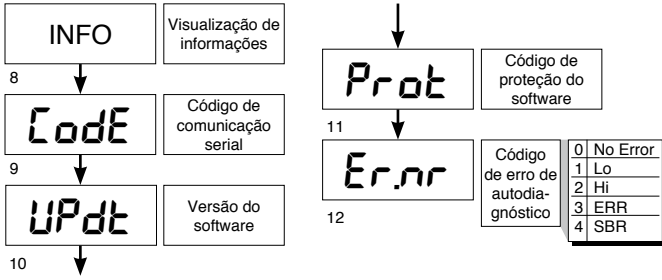 INFO
Visualização de
informações
8
CodE
Código de
comunicação
serial
9
UPdt
Versão do
software
10
Prot
Código de
proteção do
software
11
Er.nr
Código
de erro de
autodia-
gnóstico
0 No Error
1 Lo
2 Hi
3 ERR
4 SBR
12